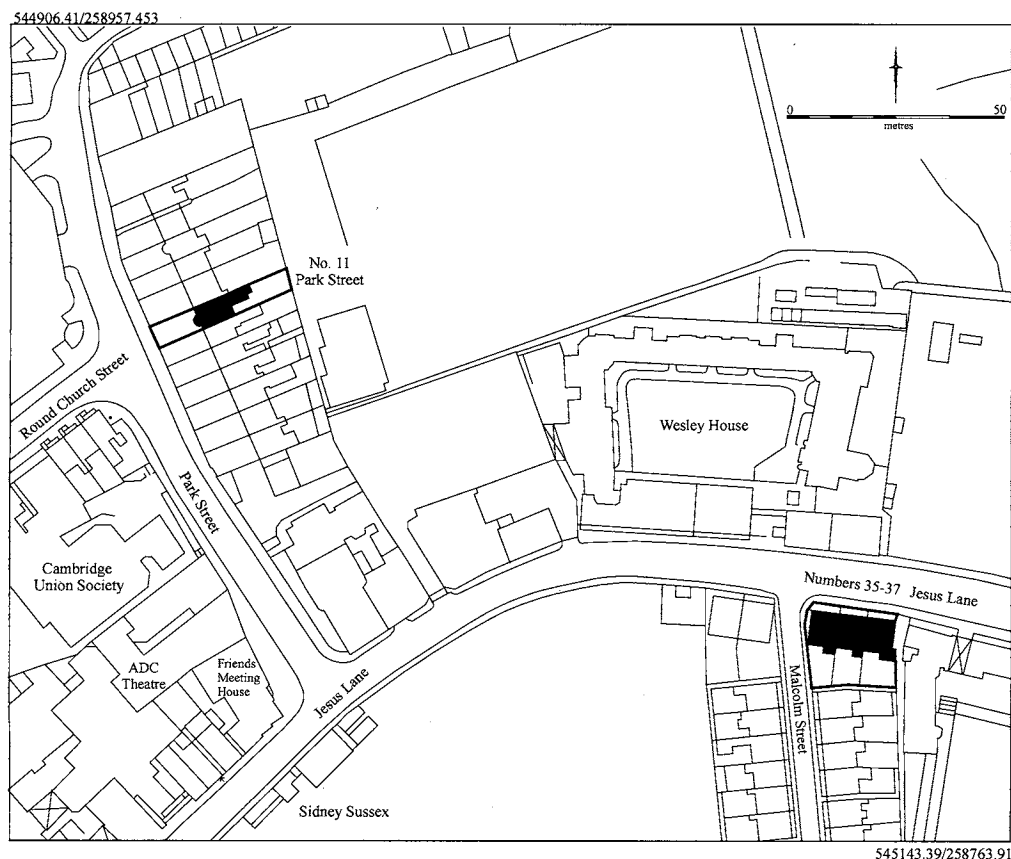 544906.41/258957.453
0 50
metres
No. 11
Park Street
Round Church Street
Wesley House
Park Street
Cambridge
Union Society
Numbers 35-37 Jesus Lane
ADC
Theatre
Friends
Meeting
House
Jesus Lane
Malcolm Street
Sidney Sussex
545143.39/258763.91